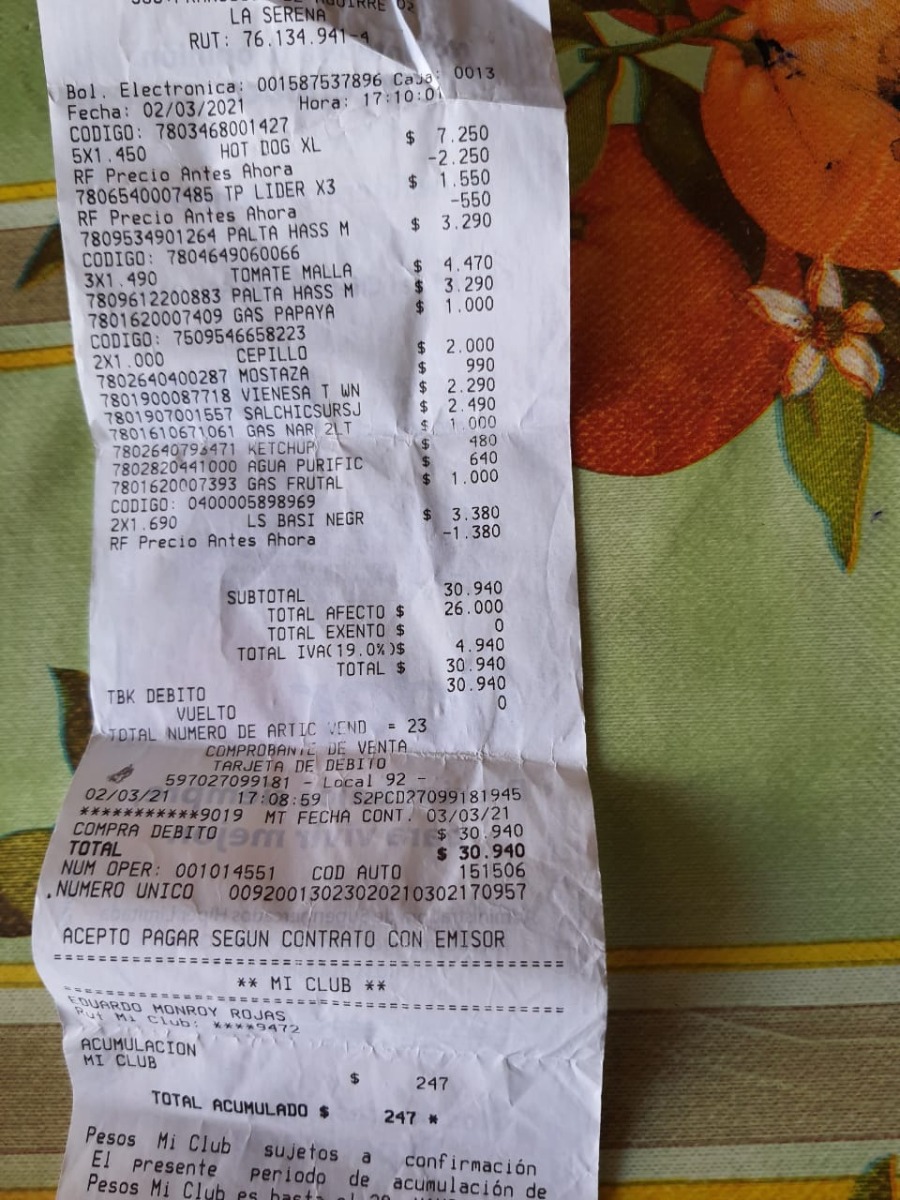 LA SERENA
RUT: 76.134.941-4
Bol. Electronica: 001587537896 Caja: 0013
Fecha: 02/03/2021 Hora: 17:10:01
CODIGO: 7803468001427
5X1.450 HOT DOG XL $ 7.250
RF Precio Antes Ahora -2.250
7806540007485 TP LIDER X3 $ 1.550
RF Precio Antes Ahora -550
7809534901264 PALTA HASS M $ 3.290
CODIGO: 7804649060066
3X1.490 TOMATE MALLA $ 4.470
7809612200883 PALTA HASS M $ 3.290
7801620007409 GAS PAPAYA $ 1.000
CODIGO: 7509546658223
2X1.000 CEPILLO $ 2.000
7802640400287 MOSTAZA $ 990
7801900087718 VIENESA T WN $ 2.290
7801907001557 SALCHICSURSJ $ 2.490
7801610671061 GAS NAR 2LT $ 1.000
7802640793471 KETCHUP $ 480
7802820441000 AGUA PURIFIC $ 640
7801620007393 GAS FRUTAL $ 1.000
CODIGO: 0400005898969
2X1.690 LS BASI NEGR $ 3.380
RF Precio Antes Ahora -1.380
SUBTOTAL 30.940
TOTAL AFECTO $ 26.000
TOTAL EXENTO $ 0
TOTAL IVA(19.0%)$ 4.940
TOTAL $ 30.940
TBK DEBITO 30.940
VUELTO 0
TOTAL NUMERO DE ARTIC VEND = 23
COMPROBANTE DE VENTA
TARJETA DE DEBITO
597027099181 - Local 92 -
02/03/21 17:08:59 S2PCD27099181945
***********9019 MT FECHA CONT. 03/03/21
COMPRA DEBITO $ 30.940
TOTAL $ 30.940
NUM OPER: 001014551 COD AUTO 151506
.NUMERO UNICO 00920013023020210302170957
ACEPTO PAGAR SEGUN CONTRATO CON EMISOR
==================================================
** MI CLUB **
==================================================
EDUARDO MONROY ROJAS
Rut Mi Club: ****9472
ACUMULACION
MI CLUB $ 247
TOTAL ACUMULADO $ 247 *
Pesos Mi Club sujetos a confirmación
El presente periodo de acumulación de
Pesos Mi Club es hasta el